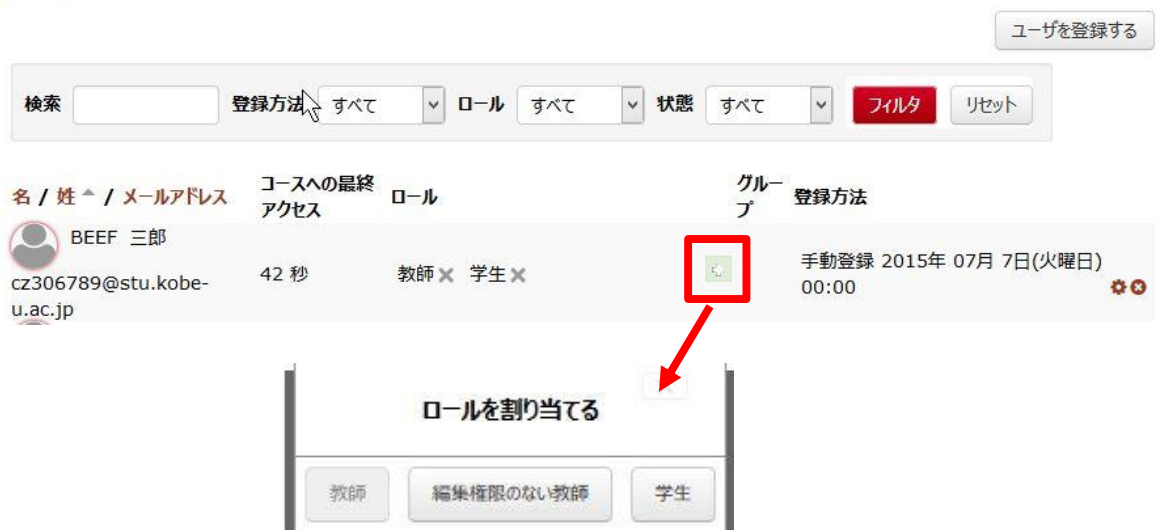 ユーザを登録する
検索 登録方法 すべて ロール すべて 状態 すべて フィルタ リセット
名 / 姓 / メールアドレス コースへの最終アクセス ロール グループ 登録方法
BEEF 三郎
cz306789@stu.kobe-u.ac.jp 42 秒 教師 学生 手動登録 2015年 07月 7日(火曜日) 00:00
ロールを割り当てる
教師 編集権限のない教師 学生